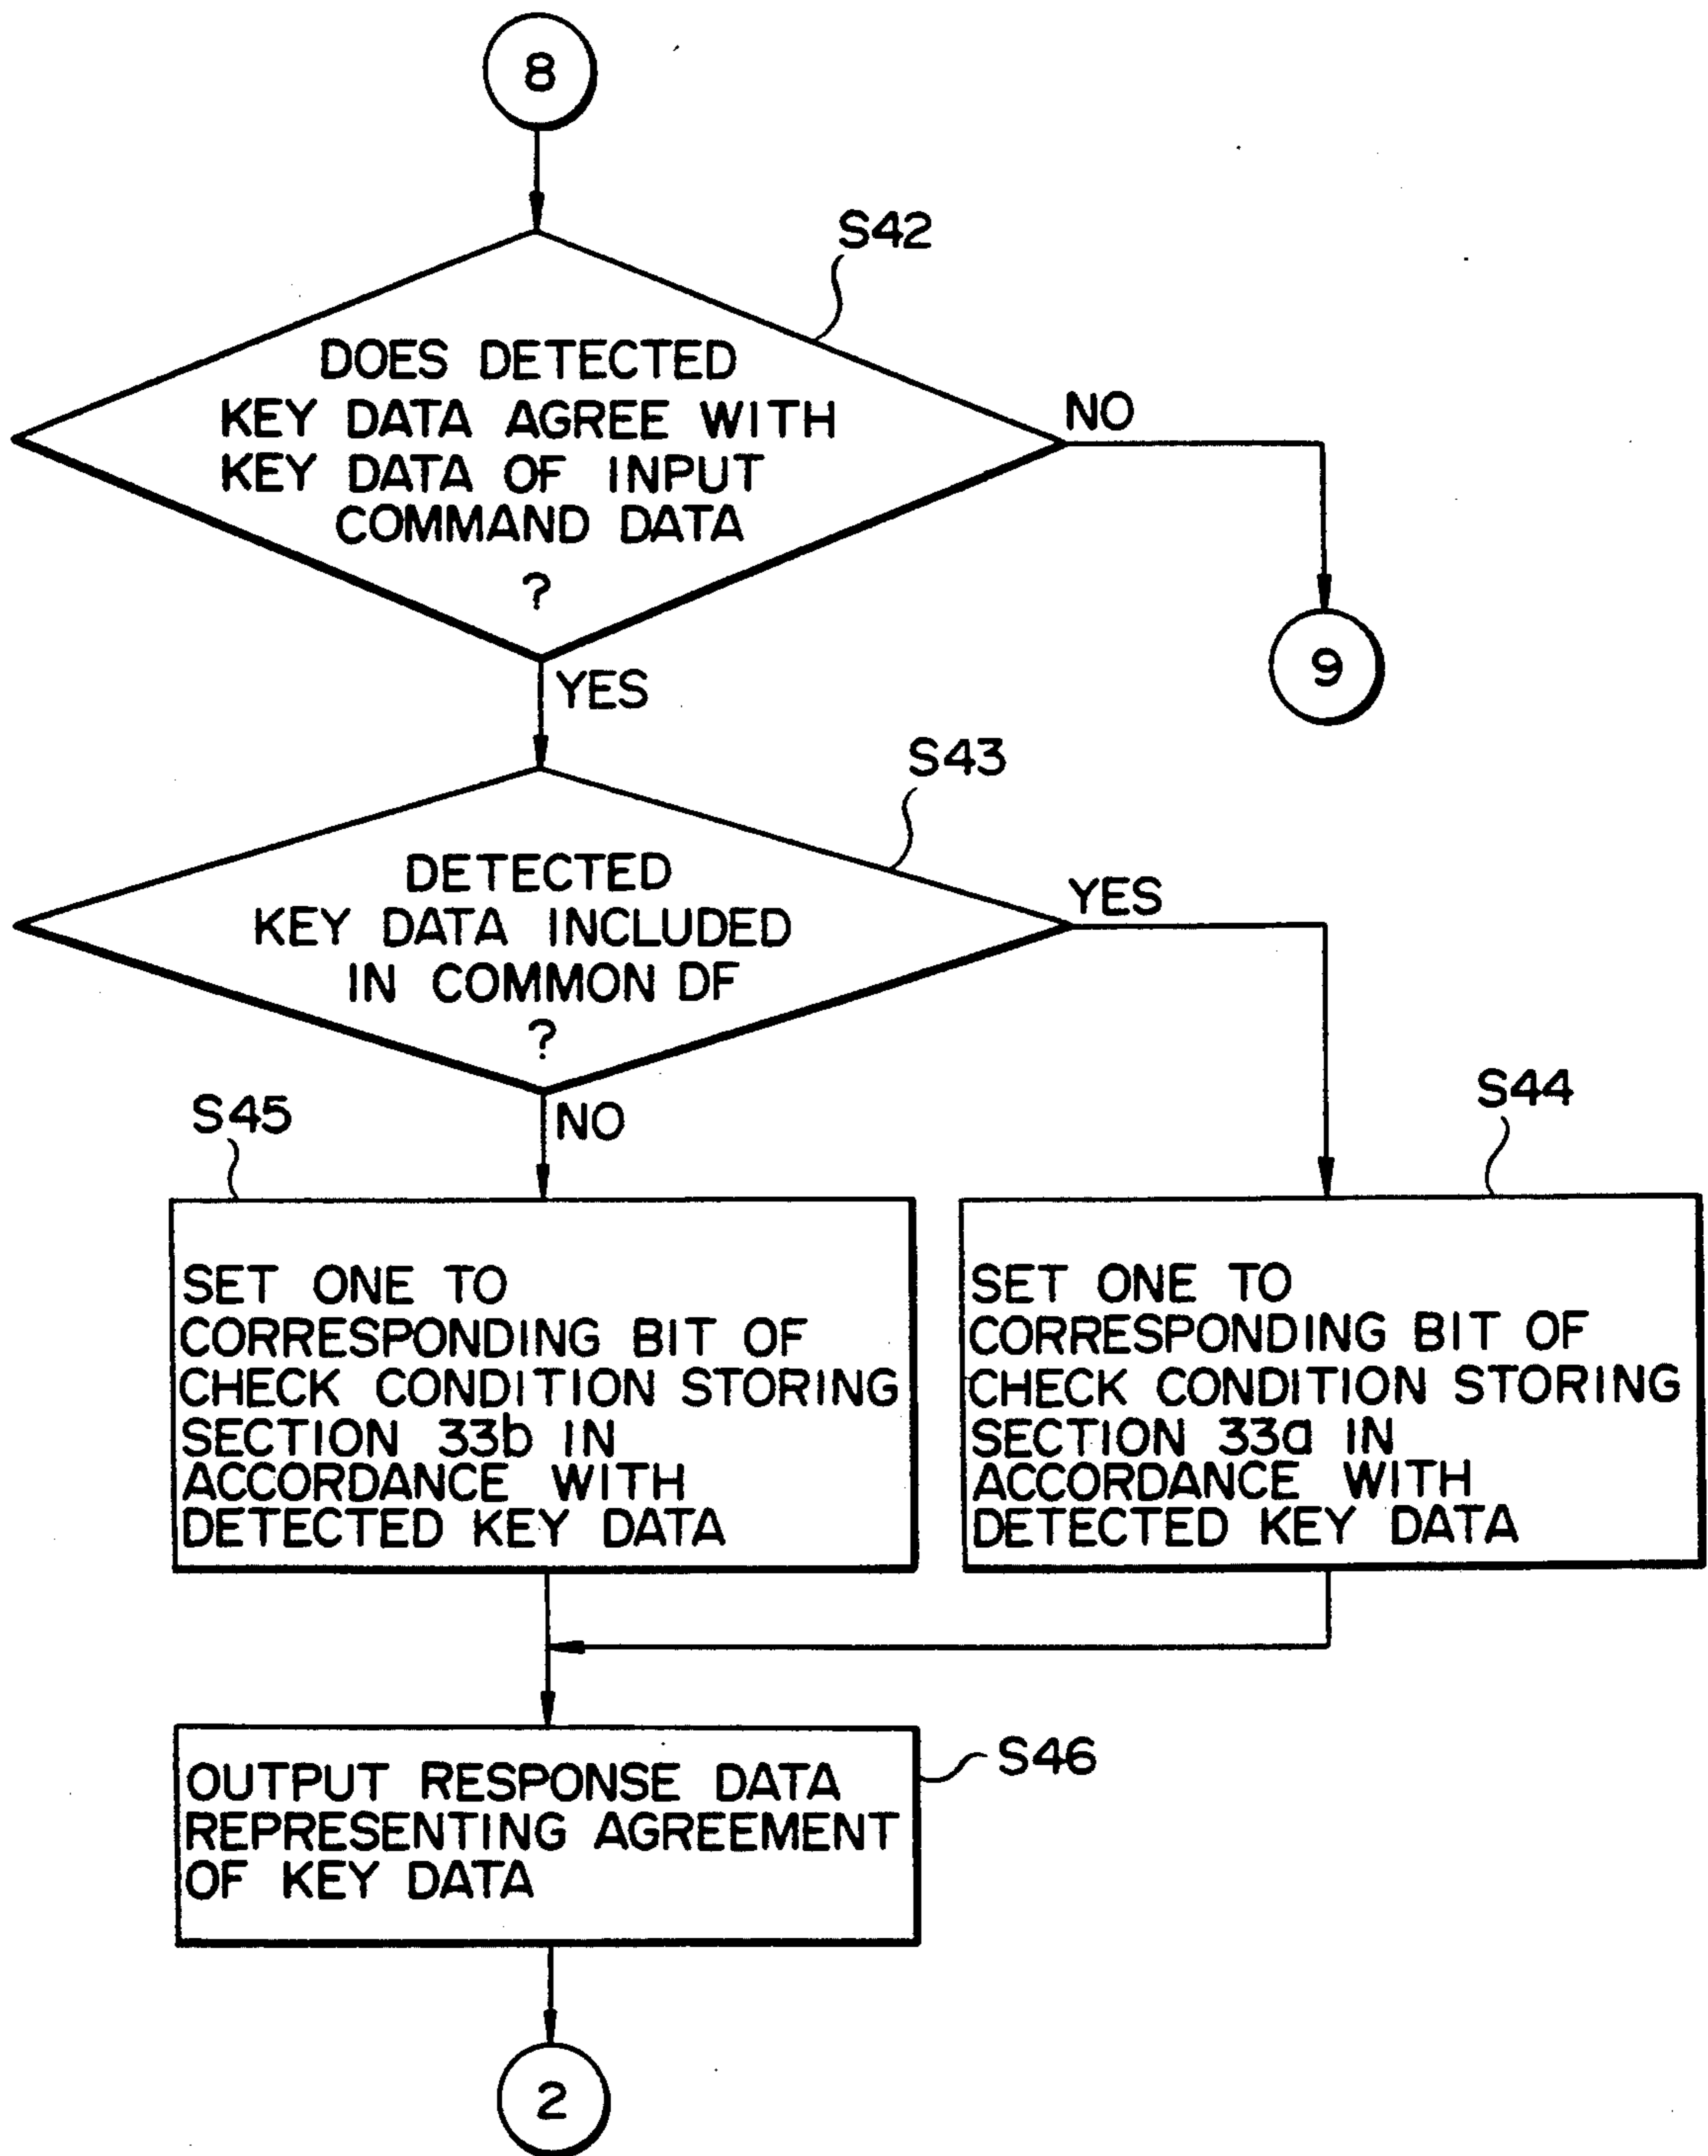 8
S42
DOES DETECTED
KEY DATA AGREE WITH
KEY DATA OF INPUT
COMMAND DATA
?
NO
9
YES
S43
DETECTED
KEY DATA INCLUDED
IN COMMON DF
?
YES
NO
S45
SET ONE TO
CORRESPONDING BIT OF
CHECK CONDITION STORING
SECTION 33b IN
ACCORDANCE WITH
DETECTED KEY DATA
S44
SET ONE TO
CORRESPONDING BIT OF
CHECK CONDITION STORING
SECTION 33a IN
ACCORDANCE WITH
DETECTED KEY DATA
S46
OUTPUT RESPONSE DATA
REPRESENTING AGREEMENT
OF KEY DATA
2